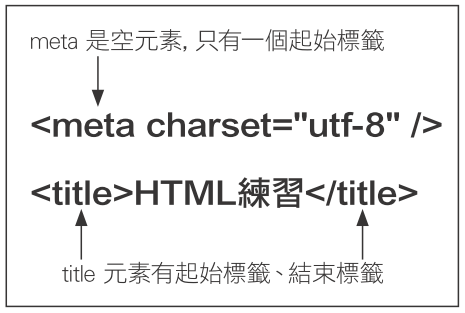 meta 是空元素, 只有一個起始標籤
<meta charset="utf-8" />
<title>HTML練習</title>
title 元素有起始標籤、結束標籤